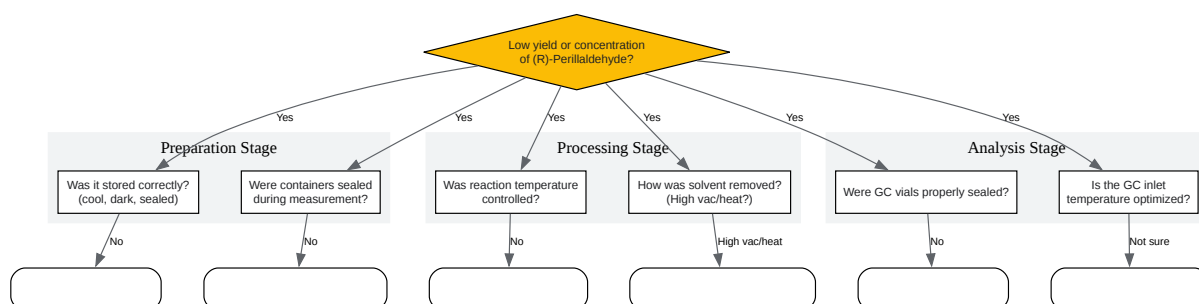 Low yield or concentration
of (R)-Perillaldehyde?
Yes
Yes
Yes
Yes
Yes
Yes
Preparation Stage
Processing Stage
Analysis Stage
Was it stored correctly?
(cool, dark, sealed)
Were containers sealed
during measurement?
Was reaction temperature
controlled?
How was solvent removed?
(High vac/heat?)
Were GC vials properly sealed?
Is the GC inlet
temperature optimized?
No
No
No
High vac/heat
No
Not sure